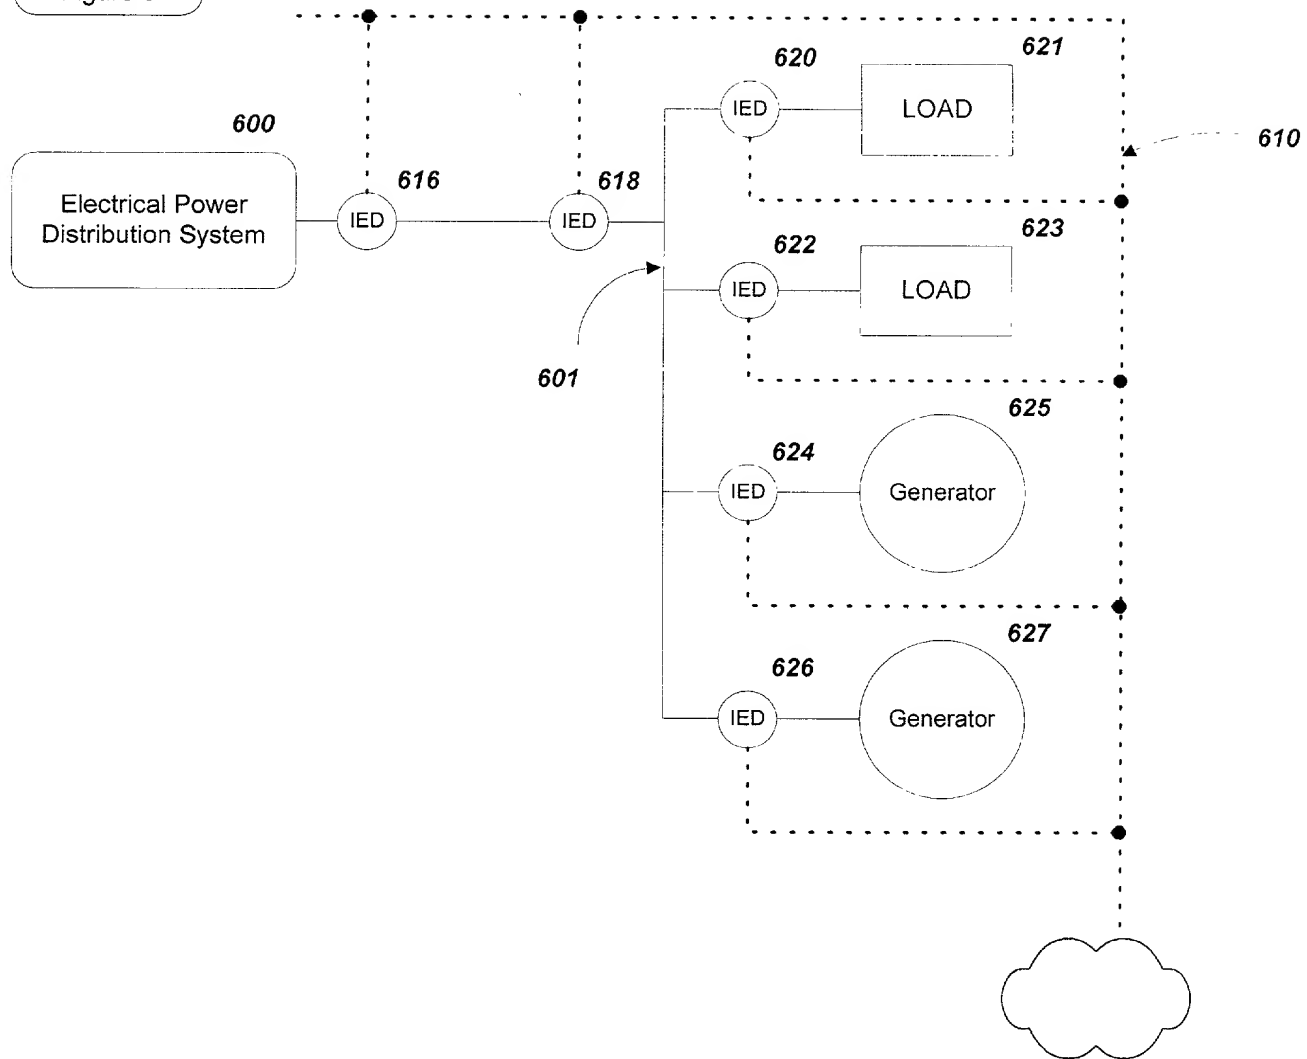 621
620
IED
LOAD
600
610
616
618
Electrical Power
Distribution System
IED
IED
623
622
IED
LOAD
601
625
624
IED
Generator
627
626
IED
Generator